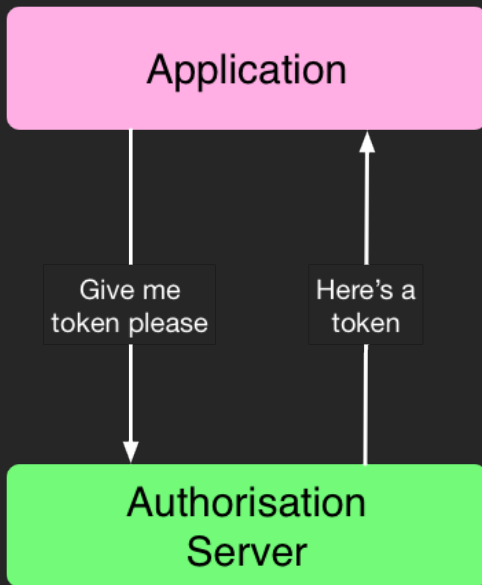 Application
Give me
token please
Here’s a
token
Authorisation
Server